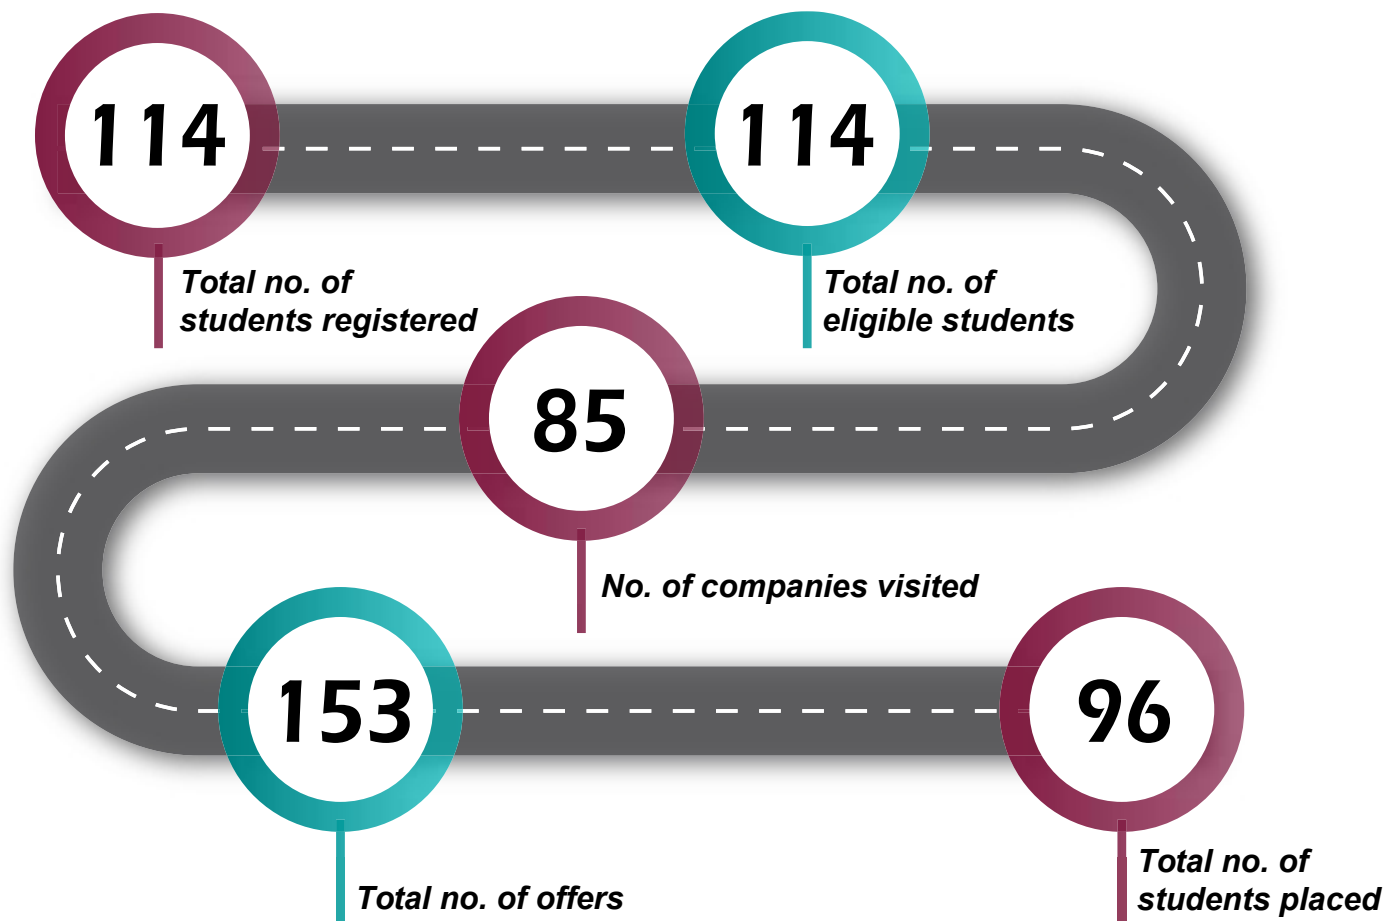 114
Total no. of
students registered
114
Total no. of
eligible students
85
No. of companies visited
153
Total no. of offers
96
Total no. of
students placed